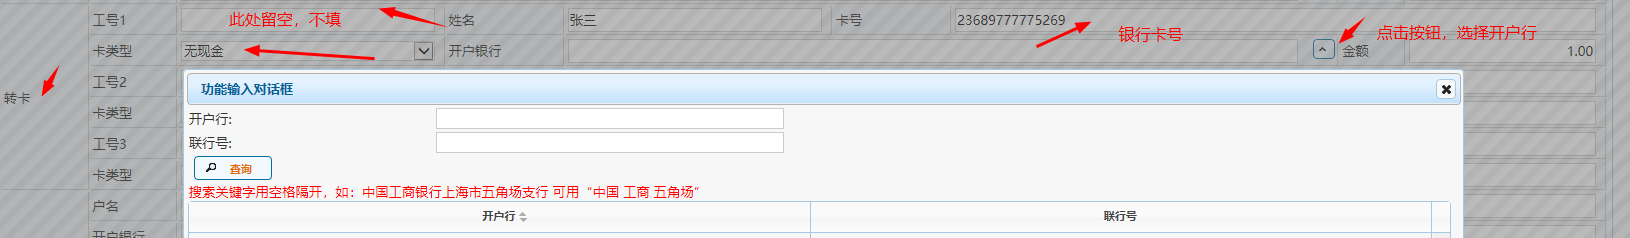 工号1 此处留空，不填 姓名 张三 卡号 23689777775269
卡类型 无现金 开户银行 银行卡号 点击按钮，选择开户行 金额 1.00
转卡
工号2
卡类型
工号3
卡类型
户名
开户银行
功能输入对话框
开户行:
联行号:
查询
搜索关键字用空格隔开，如：中国工商银行上海市五角场支行 可用“中国 工商 五角场”
开户行 联行号